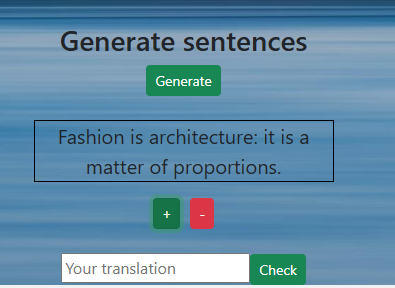 Generate sentences
Generate
Fashion is architecture: it is a
matter of proportions.
+ -
Your translation Check